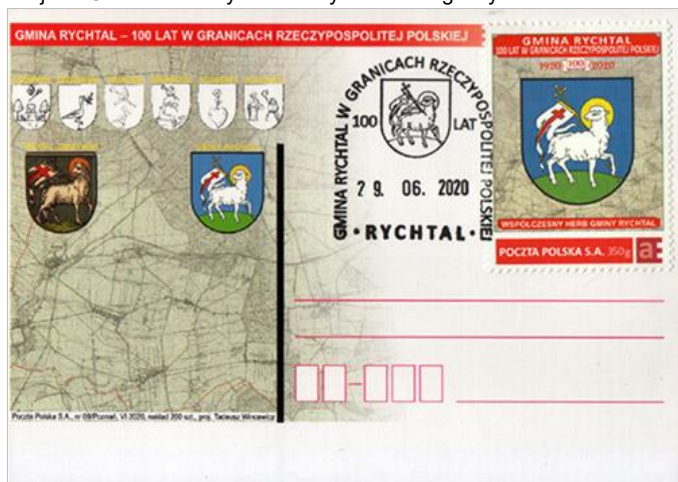 GMINA RYCHTAL – 100 LAT W GRANICACH RZECZYPOSPOLITEJ POLSKIEJ
GMINA RYCHTAL W GRANICACH RZECZYPOSPOLITEJ POLSKIEJ
100 LAT
29. 06. 2020
• RYCHTAL •
GMINA RYCHTAL
100 LAT W GRANICACH RZECZYPOSPOLITEJ POLSKIEJ
1920 100 2020
WSPÓŁCZESNY HERB GMINY RYCHTAL
POCZTA POLSKA S.A. 350g a
Poczta Polska S.A., nr 09/Poznań, VI 2020, nakład 200 szt., proj. Tadeusz Wincewicz